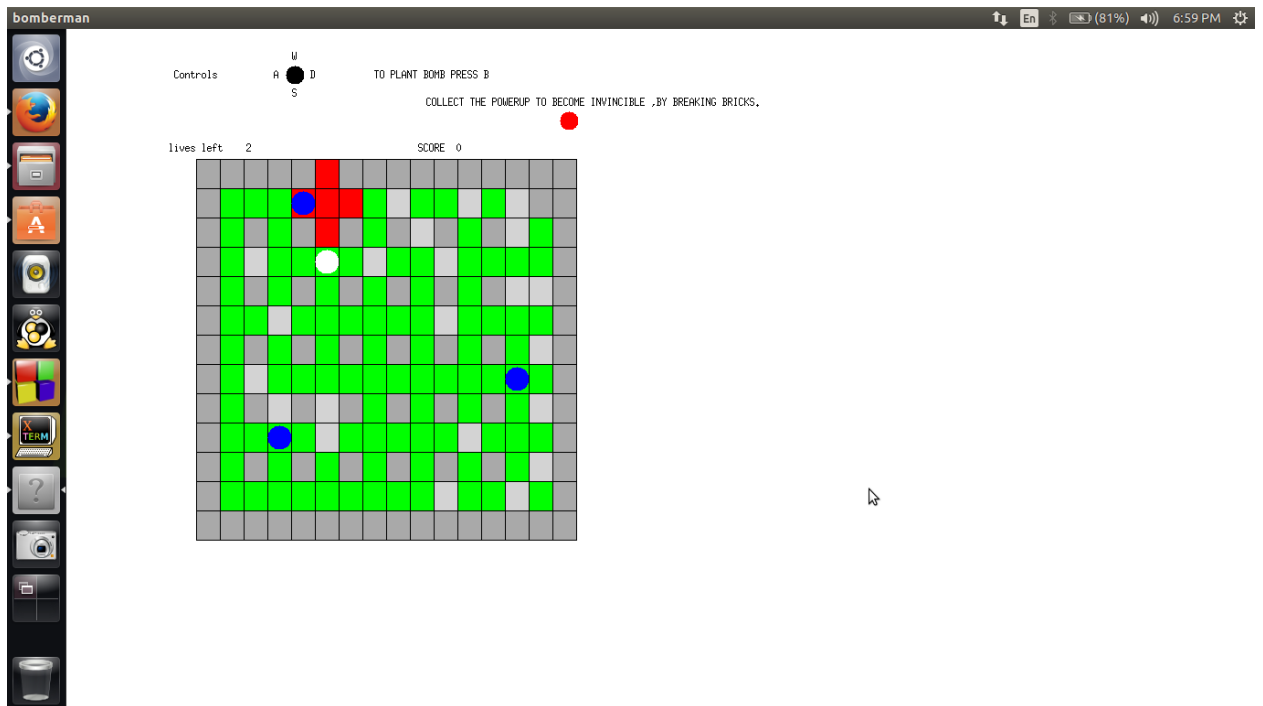 bomberman En (81%) 6:59 PM
W
Controls A D TO PLANT BOMB PRESS B
S
COLLECT THE POWERUP TO BECOME INVINCIBLE ,BY BREAKING BRICKS.
lives left 2 SCORE 0
A
X
TERM
?